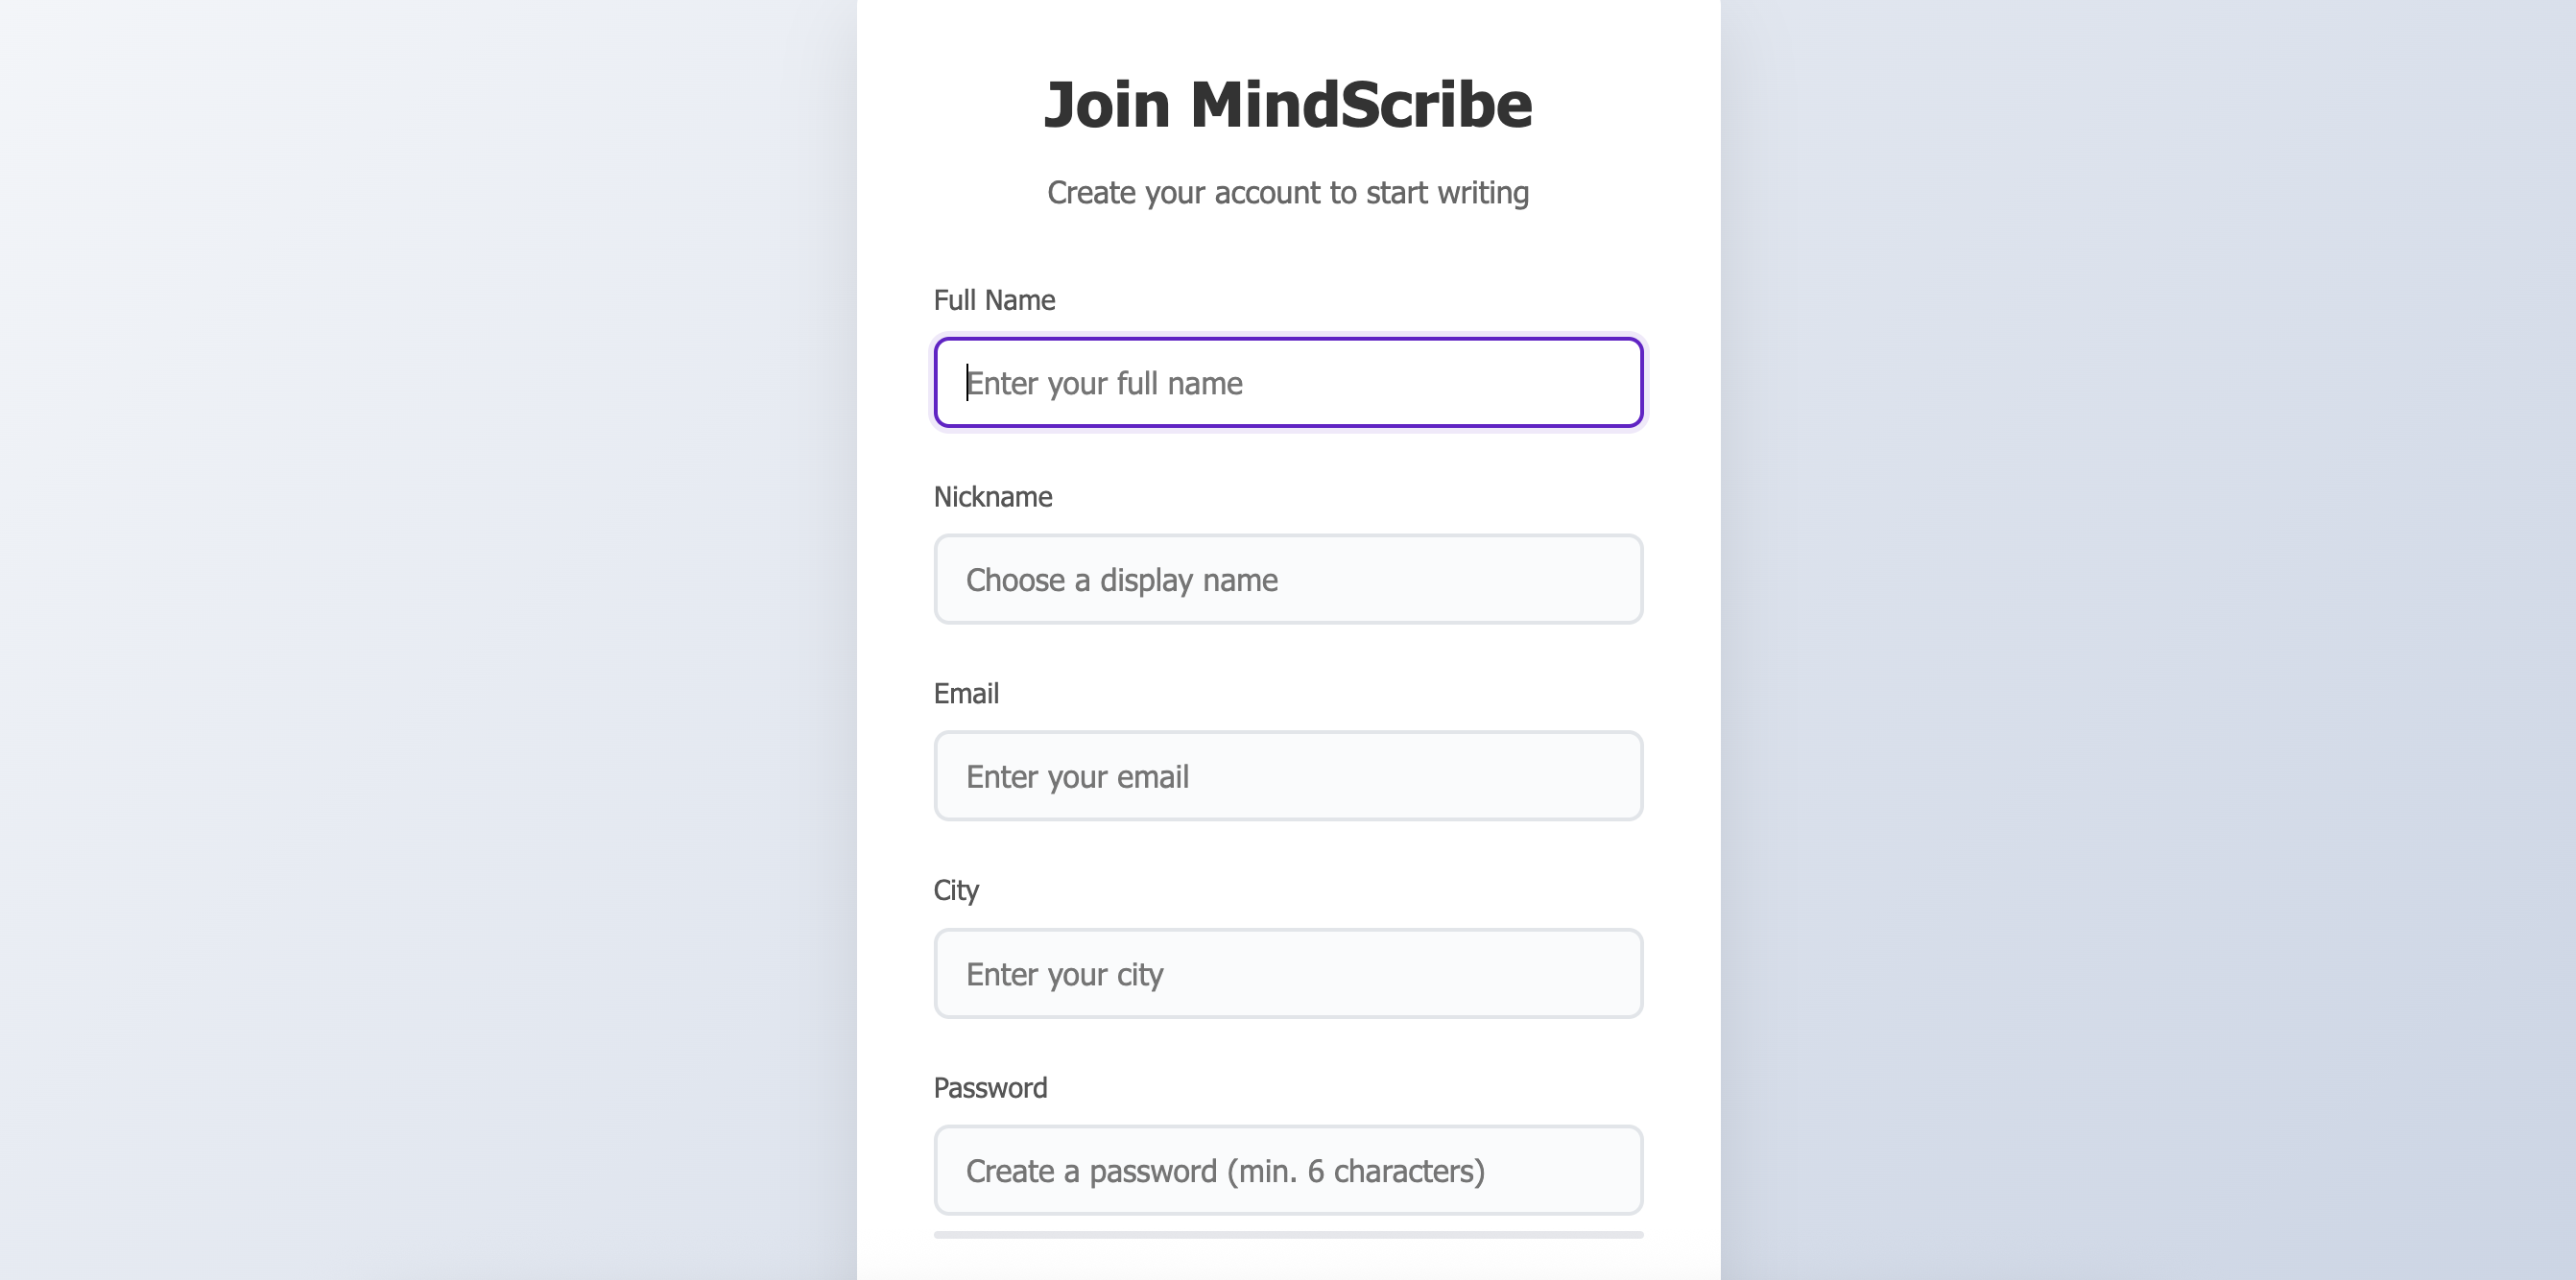 Join MindScribe
Create your account to start writing
Full Name
Enter your full name
Nickname
Choose a display name
Email
Enter your email
City
Enter your city
Password
Create a password (min. 6 characters)